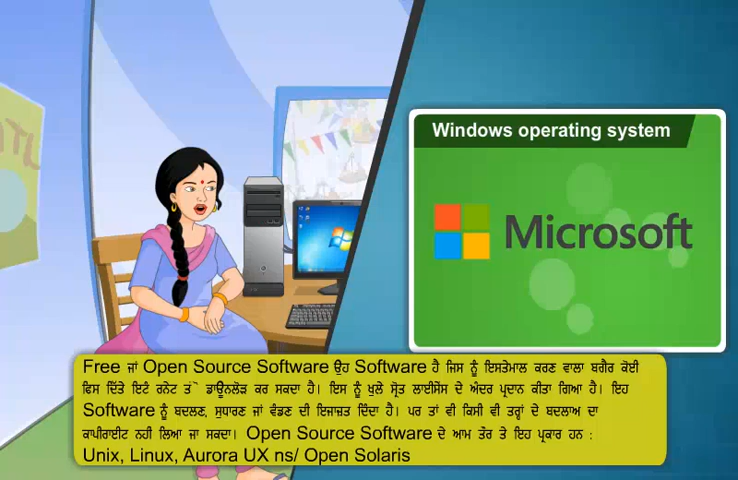 Windows operating system
Microsoft
Free ਜਾਂ Open Source Software ਉਹ Software ਹੈ ਜਿਸ ਨੂੰ ਇਸਤੇਮਾਲ ਕਰਣ ਵਾਲਾ ਬਗੈਰ ਕੋਈ
ਫਿਸ ਦਿੱਤੇ ਇਟੰ ਰਨੇਟ ਤੋਂ ਡਾਊਨਲੋਡ ਕਰ ਸਕਦਾ ਹੈ। ਇਸ ਨੂੰ ਖੁਲੇ ਸ੍ਰੋਤ ਲਾਈਸੇਂਸ ਦੇ ਅੰਦਰ ਪ੍ਰਦਾਨ ਕੀਤਾ ਗਿਆ ਹੈ। ਇਹ
Software ਨੂੰ ਬਦਲਣ, ਸੁਧਾਰਣ ਜਾਂ ਵੰਡਣ ਦੀ ਇਜਾਜ਼ਤ ਦਿੰਦਾ ਹੈ। ਪਰ ਤਾਂ ਵੀ ਕਿਸੀ ਵੀ ਤਰ੍ਹਾਂ ਦੇ ਬਦਲਾਅ ਦਾ
ਕਾਪੀਰਾਈਟ ਨਹੀ ਲਿਆ ਜਾ ਸਕਦਾ। Open Source Software ਦੇ ਆਮ ਤੌਰ ਤੇ ਇਹ ਪ੍ਰਕਾਰ ਹਨ :
Unix, Linux, Aurora UX ns/ Open Solaris